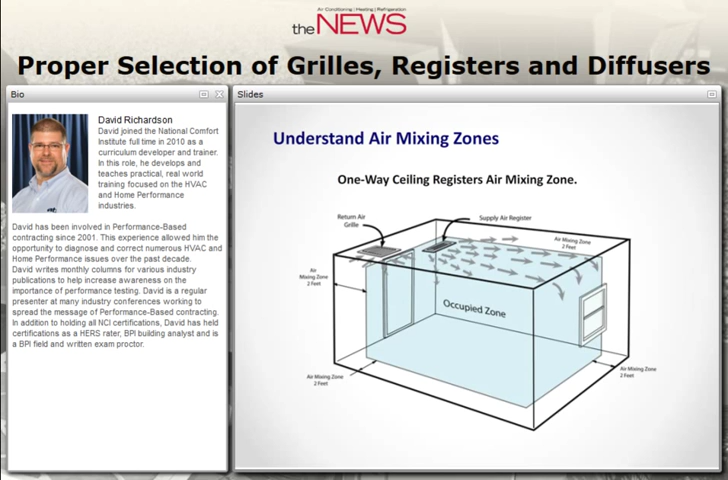 Air Conditioning | Heating | Refrigeration
the NEWS
Proper Selection of Grilles, Registers and Diffusers
Bio
David Richardson
David joined the National Comfort
Institute full time in 2010 as a
curriculum developer and trainer.
In this role, he develops and
teaches practical, real world
training focused on the HVAC
and Home Performance
industries.
David has been involved in Performance-Based
contracting since 2001. This experience allowed him the
opportunity to diagnose and correct numerous HVAC and
Home Performance issues over the past decade.
David writes monthly columns for various industry
publications to help increase awareness on the
importance of performance testing. David is a regular
presenter at many industry conferences working to
spread the message of Performance-Based contracting.
In addition to holding all NCI certifications, David has held
certifications as a HERS rater, BPI building analyst and is
a BPI field and written exam proctor.
Slides
Understand Air Mixing Zones
One-Way Ceiling Registers Air Mixing Zone.
Return Air
Grille
Supply Air Register
Air Mixing Zone
2 Feet
Air
Mixing Zone
2 Feet
Occupied Zone
Air Mixing Zone
2 Feet
Air Mixing Zone
2 Feet